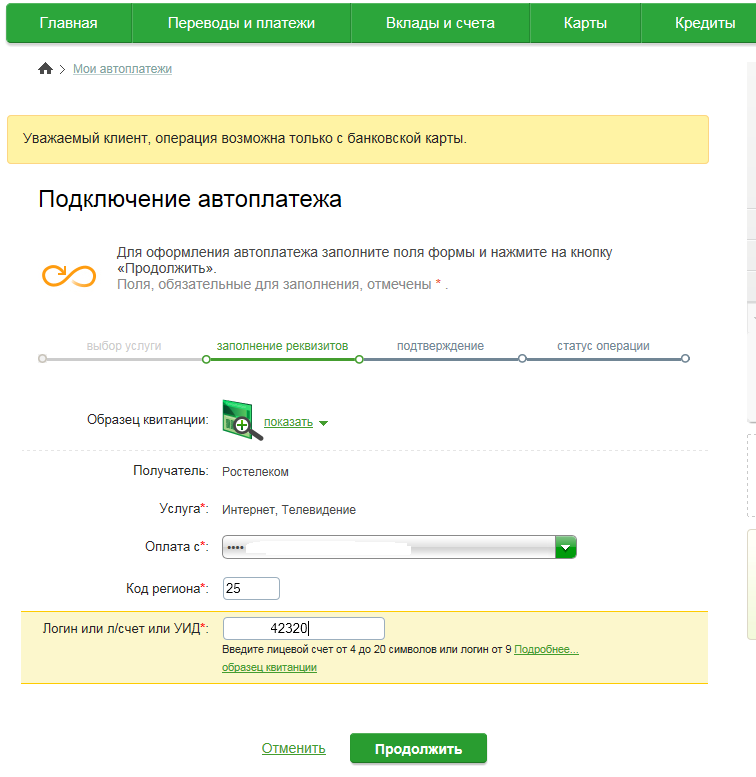 Главная Переводы и платежи Вклады и счета Карты Кредиты
Мои автоплатежи
Уважаемый клиент, операция возможна только с банковской карты.
Подключение автоплатежа
Для оформления автоплатежа заполните поля формы и нажмите на кнопку
«Продолжить».
Поля, обязательные для заполнения, отмечены * .
выбор услуги заполнение реквизитов подтверждение статус операции
Образец квитанции: показать
Получатель: Ростелеком
Услуга*: Интернет, Телевидение
Оплата с*: ••••
Код региона*: 25
Логин или л/счет или УИД*: 42320
Введите лицевой счет от 4 до 20 символов или логин от 9 Подробнее...
образец квитанции
Отменить Продолжить